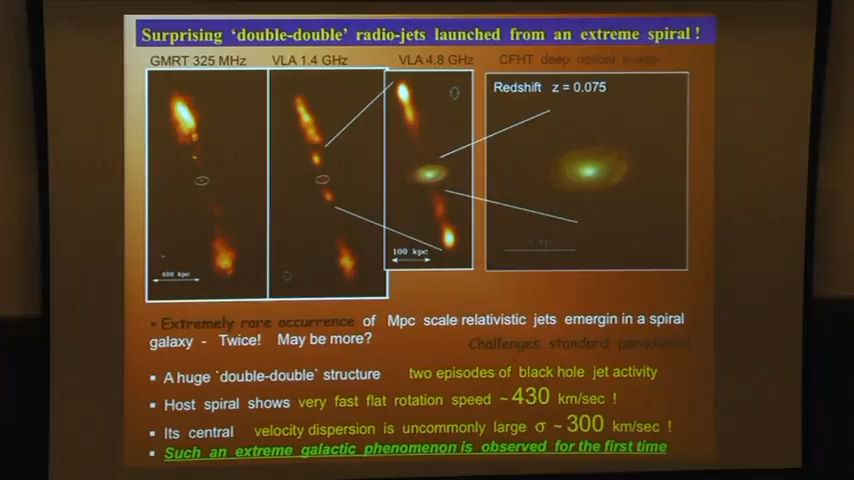 Surprising 'double-double' radio-jets launched from an extreme spiral !
GMRT 325 MHz VLA 1.4 GHz VLA 4.8 GHz CFHT deep optical image
Redshift z = 0.075
400 kpc
100 kpc
▪ Extremely rare occurrence of Mpc scale relativistic jets emergin in a spiral
galaxy - Twice! May be more? Challenges standard paradigm
▪ A huge `double-double` structure two episodes of black hole jet activity
▪ Host spiral shows very fast flat rotation speed ~430 km/sec !
▪ Its central velocity dispersion is uncommonly large σ ~300 km/sec !
▪ Such an extreme galactic phenomenon is observed for the first time